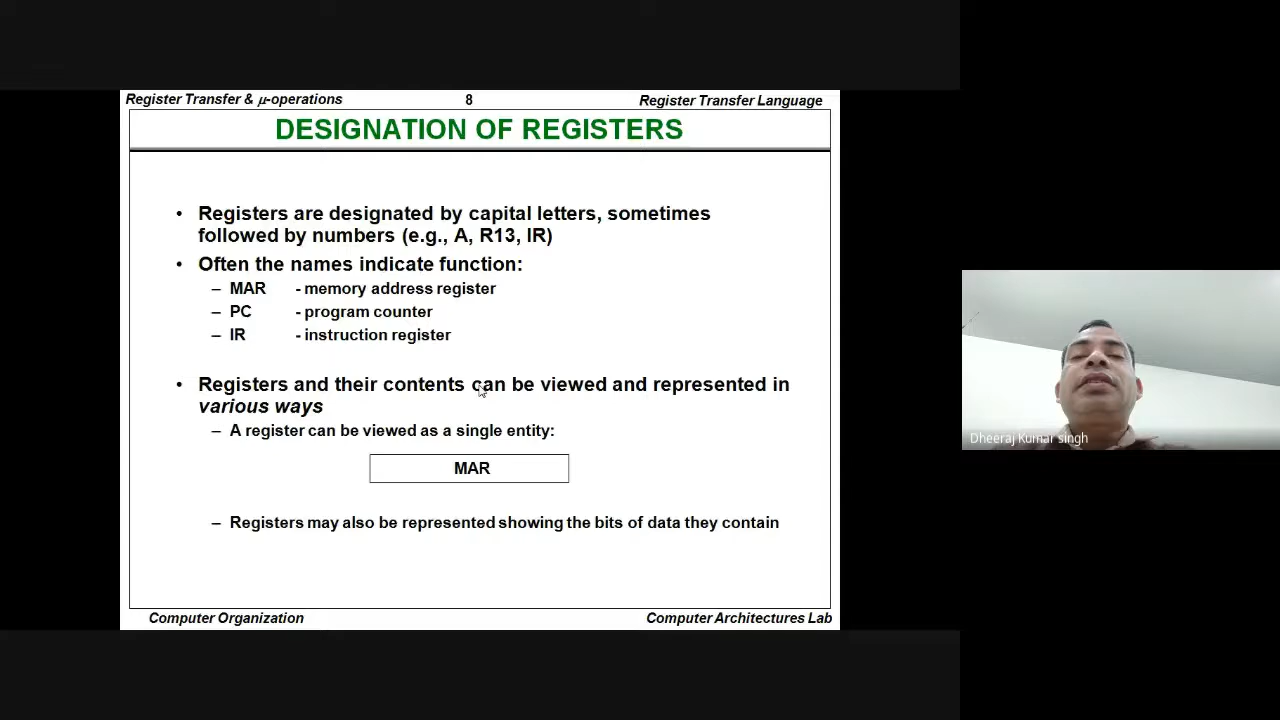 Register Transfer & μ-operations 8 Register Transfer Language
DESIGNATION OF REGISTERS
• Registers are designated by capital letters, sometimes
followed by numbers (e.g., A, R13, IR)
• Often the names indicate function:
– MAR - memory address register
– PC - program counter
– IR - instruction register
• Registers and their contents can be viewed and represented in
various ways
– A register can be viewed as a single entity:
MAR
– Registers may also be represented showing the bits of data they contain
Computer Organization Computer Architectures Lab
Dheeraj Kumar singh